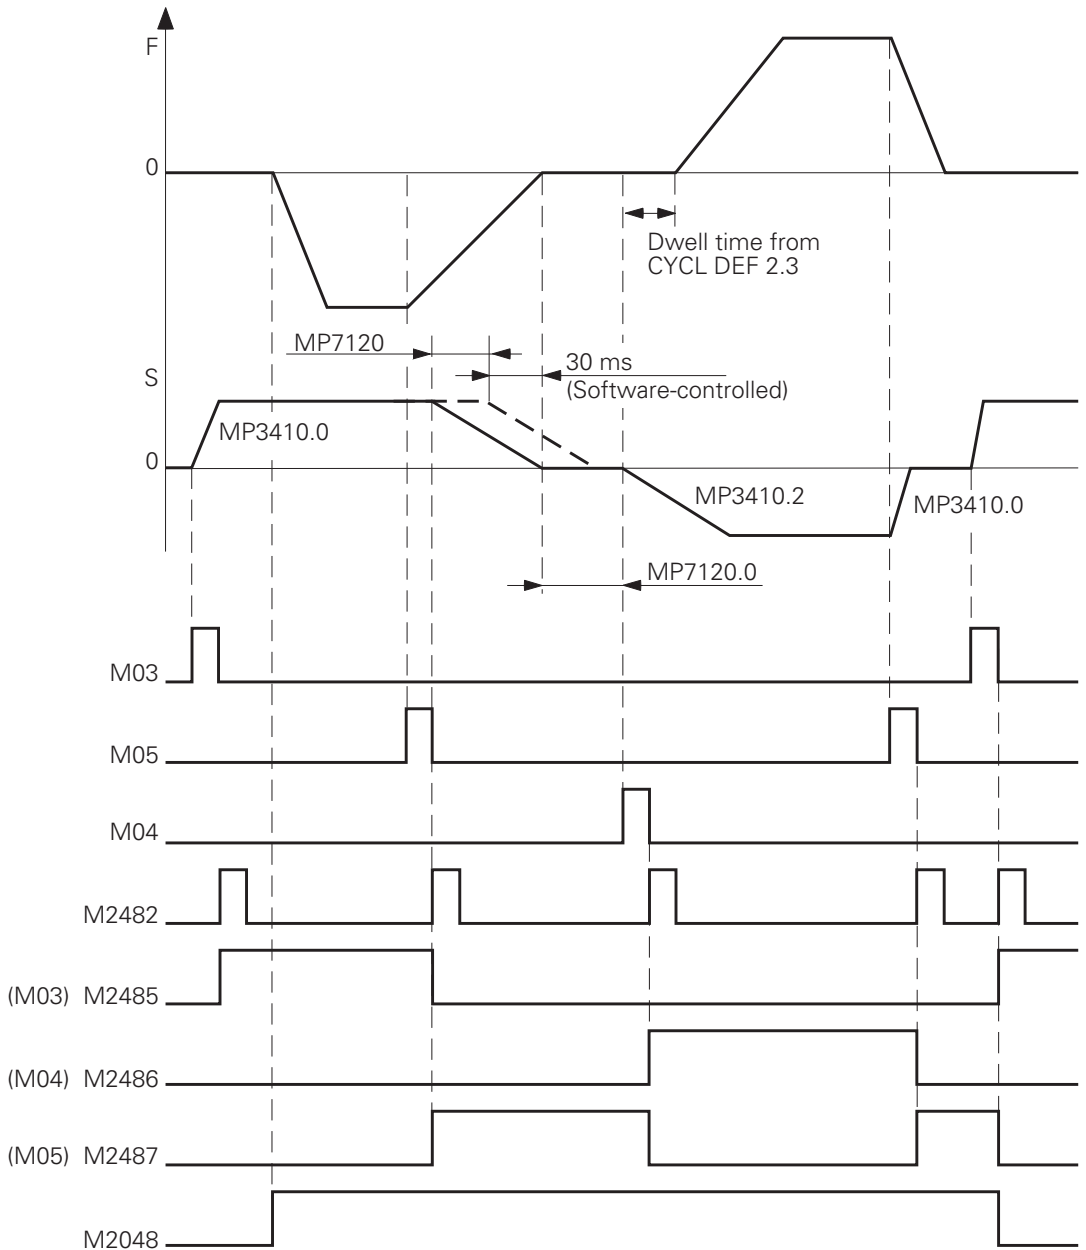 F
0
Dwell time from
CYCL DEF 2.3
MP7120
30 ms
(Software-controlled)
S
MP3410.0
0
MP3410.2
MP3410.0
MP7120.0
M03
M05
M04
M2482
(M03) M2485
(M04) M2486
(M05) M2487
M2048